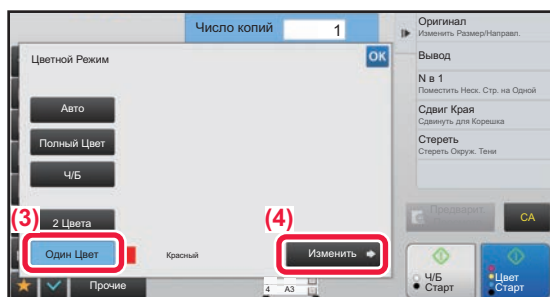 Число копий 1
Цветной Режим
OK
Авто
Полный Цвет
Ч/Б
(3)
2 Цвета
Один Цвет
Красный
(4)
Изменить
Прочие
4 A3
Оригинал
Изменить Размер/Направл.
Вывод
N в 1
Поместить Неск. Стр. на Одной
Сдвиг Края
Сдвинуть для Корешка
Стереть
Стереть Окруж. Тени
Предварит.
CA
Ч/Б
Старт
Цвет
Старт